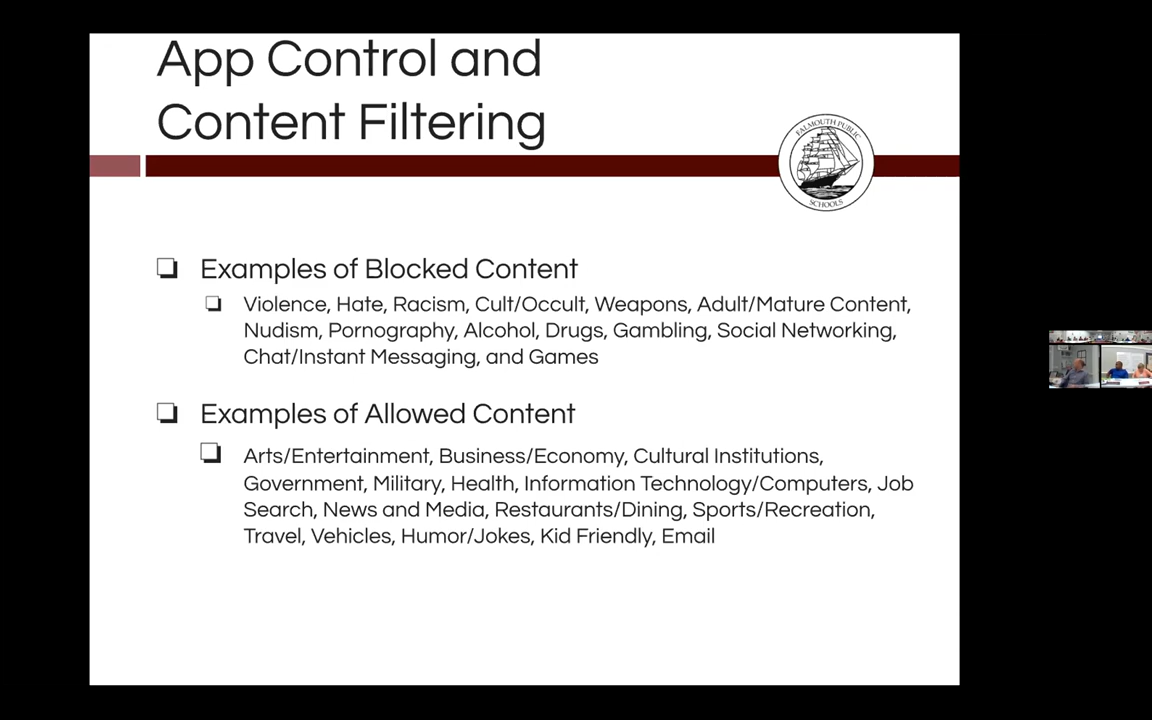 App Control and
Content Filtering
FALMOUTH PUBLIC
SCHOOLS
Examples of Blocked Content
Violence, Hate, Racism, Cult/Occult, Weapons, Adult/Mature Content,
Nudism, Pornography, Alcohol, Drugs, Gambling, Social Networking,
Chat/Instant Messaging, and Games
Examples of Allowed Content
Arts/Entertainment, Business/Economy, Cultural Institutions,
Government, Military, Health, Information Technology/Computers, Job
Search, News and Media, Restaurants/Dining, Sports/Recreation,
Travel, Vehicles, Humor/Jokes, Kid Friendly, Email